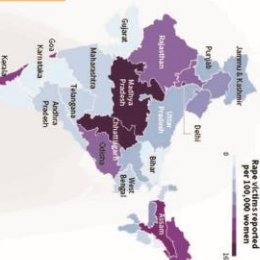 Rape victims reported
per 100,000 women
0
16
Jammu & Kashmir
Punjab
Delhi
Rajasthan
Uttar
Pradesh
Bihar
Assam
Gujarat
Madhya
Pradesh
Chhattisgarh
West
Bengal
Odisha
Maharashtra
Telangana
Andhra
Pradesh
Goa
Karnataka
Kerala